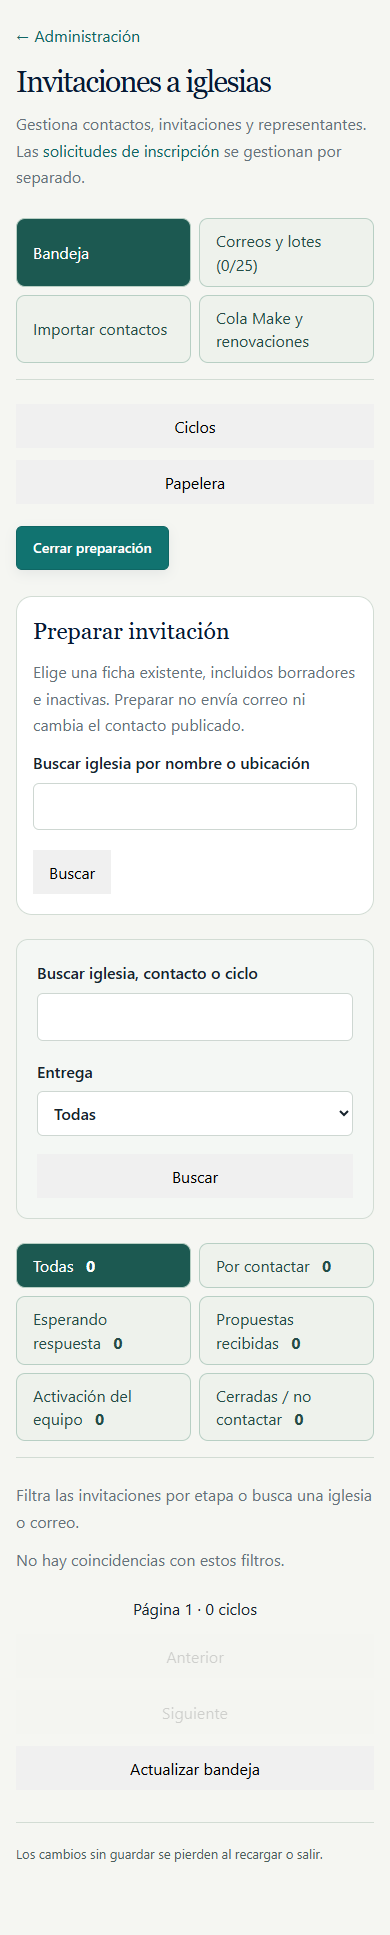 ← Administración
Invitaciones a iglesias
Gestiona contactos, invitaciones y representantes.
Las solicitudes de inscripción se gestionan por
separado.
Bandeja
Correos y lotes
(0/25)
Importar contactos
Cola Make y
renovaciones
Ciclos
Papelera
Cerrar preparación
Preparar invitación
Elige una ficha existente, incluidos borradores
e inactivas. Preparar no envía correo ni
cambia el contacto publicado.
Buscar iglesia por nombre o ubicación
Buscar
Buscar iglesia, contacto o ciclo
Entrega
Todas
Buscar
Todas 0
Por contactar 0
Esperando
respuesta 0
Propuestas
recibidas 0
Activación del
equipo 0
Cerradas / no
contactar 0
Filtra las invitaciones por etapa o busca una iglesia
o correo.
No hay coincidencias con estos filtros.
Página 1 · 0 ciclos
Anterior
Siguiente
Actualizar bandeja
Los cambios sin guardar se pierden al recargar o salir.